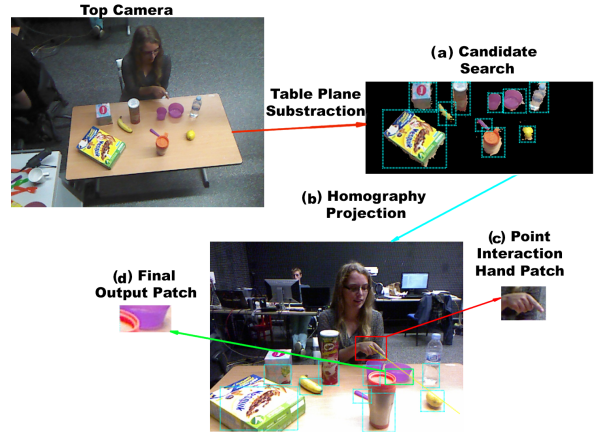 Top Camera
(a) Candidate
Search
Table Plane
Substraction
(b) Homography
Projection
(c) Point
Interaction
Hand Patch
(d) Final
Output Patch